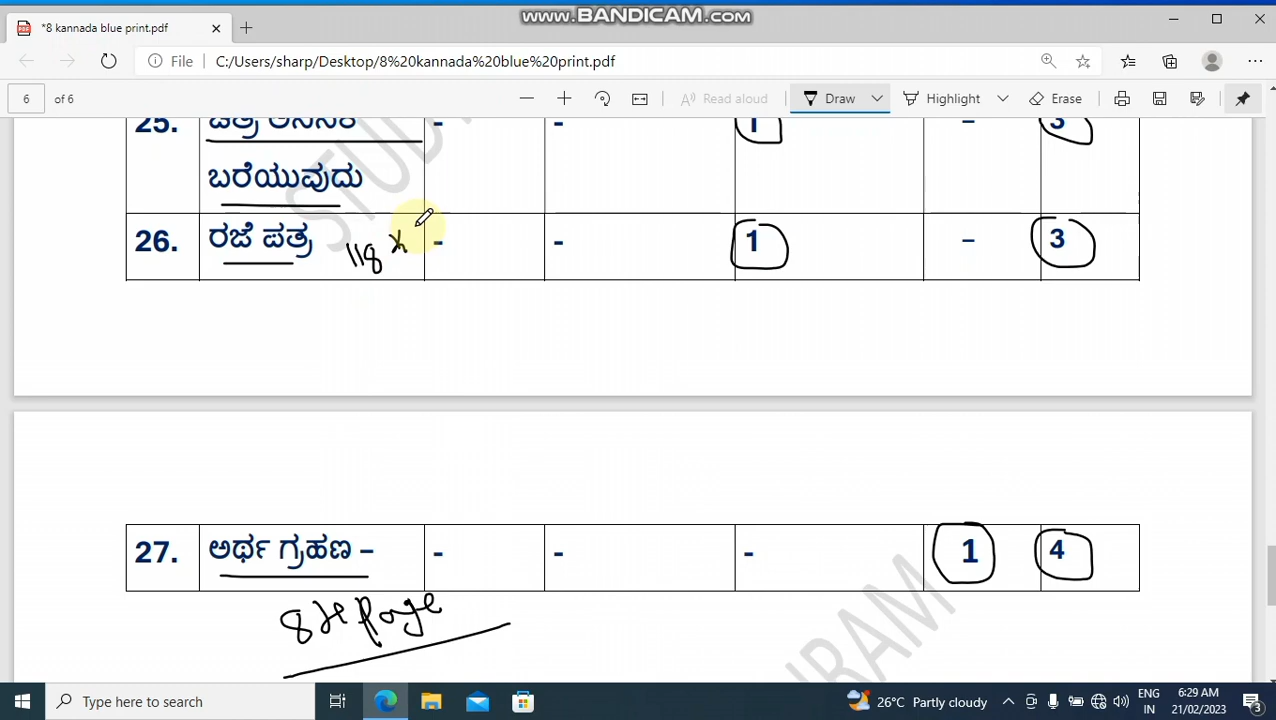 www.BANDICAM.com
*8 kannada blue print.pdf
File
C:/Users/sharp/Desktop/8%20kannada%20blue%20print.pdf
6 of 6
Read aloud
Draw
Highlight
Erase
25. - - 1 – 3
ಬರೆಯುವುದು
26. ರಜೆ ಪತ್ರ 118 x - - 1 – 3
27. ಅರ್ಥ ಗ್ರಹಣ – - - - 1 4
page
Type here to search
26°C Partly cloudy
ENG
IN
6:29 AM
21/02/2023
3